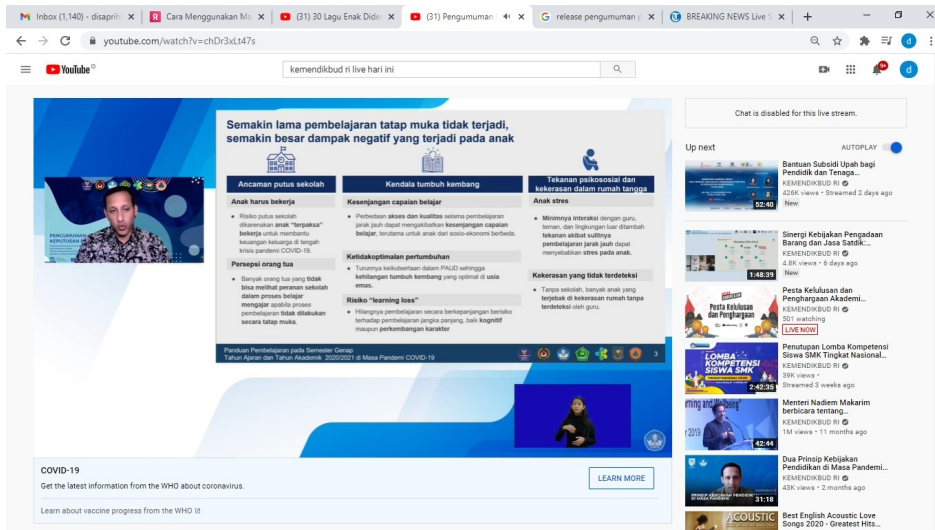 Inbox (1,140) - disaprih
Cara Menggunakan Ma
(31) 30 Lagu Enak Diden
(31) Pengumuman
release pengumuman p
BREAKING NEWS Live S
youtube.com/watch?v=chDr3xLt47s
YouTube ID
kemendikbud ri live hari ini
9+
d
Semakin lama pembelajaran tatap muka tidak terjadi,
semakin besar dampak negatif yang terjadi pada anak
Ancaman putus sekolah
Anak harus bekerja
Risiko putus sekolah
dikarenakan anak "terpaksa"
bekerja untuk membantu
keuangan keluarga di tengah
krisis pandemi COVID-19.
Persepsi orang tua
Banyak orang tua yang tidak
bisa melihat peranan sekolah
dalam proses belajar
mengajar apabila proses
pembelajaran tidak dilakukan
secara tatap muka.
Kendala tumbuh kembang
Kesenjangan capaian belajar
Perbedaan akses dan kualitas selama pembelajaran
jarak jauh dapat mengakibatkan kesenjangan capaian
belajar, terutama untuk anak dari sosio-ekonomi berbeda.
Ketidakoptimalan pertumbuhan
Turunnya keikutsertaan dalam PAUD sehingga
kehilangan tumbuh kembang yang optimal di usia
emas.
Risiko "learning loss"
Hilangnya pembelajaran secara berkepanjangan berisiko
terhadap pembelajaran jangka panjang, baik kognitif
maupun perkembangan karakter
Tekanan psikososial dan
kekerasan dalam rumah tangga
Anak stres
Minimnya interaksi dengan guru,
teman, dan lingkungan luar ditambah
tekanan akibat sulitnya
pembelajaran jarak jauh dapat
menyebabkan stres pada anak.
Kekerasan yang tidak terdeteksi
Tanpa sekolah, banyak anak yang
terjebak di kekerasan rumah tanpa
terdeteksi oleh guru.
Panduan Pembelajaran pada Semester Genap
Tahun Ajaran dan Tahun Akademik 2020/2021 di Masa Pandemi COVID-19
3
COVID-19
Get the latest information from the WHO about coronavirus.
LEARN MORE
Learn about vaccine progress from the WHO
Chat is disabled for this live stream.
Up next
AUTOPLAY
Bantuan Subsidi Upah bagi
Pendidik dan Tenaga...
KEMENDIKBUD RI
426K views • Streamed 2 days
ago
New
52:40
Sinergi Kebijakan Pengadaan
Barang dan Jasa Satdik:...
KEMENDIKBUD RI
4.8K views • 6 days ago
New
1:48:39
Pesta Kelulusan
dan Penghargaan
Pesta Kelulusan dan
Penghargaan Akademi...
KEMENDIKBUD RI
501 watching
LIVE NOW
LOMBA
KOMPETENSI
SISWA SMK
2:42:35
Penutupan Lomba Kompetensi
Siswa SMK Tingkat Nasional...
KEMENDIKBUD RI
39K views •
Streamed 3 weeks ago
42:44
Menteri Nadiem Makarim
berbicara tentang...
KEMENDIKBUD RI
1M views • 11 months ago
31:18
Dua Prinsip Kebijakan
Pendidikan di Masa Pandemi...
KEMENDIKBUD RI
43K views • 2 months ago
ACOUSTIC
Best English Acoustic Love
Songs 2020 - Greatest Hits...